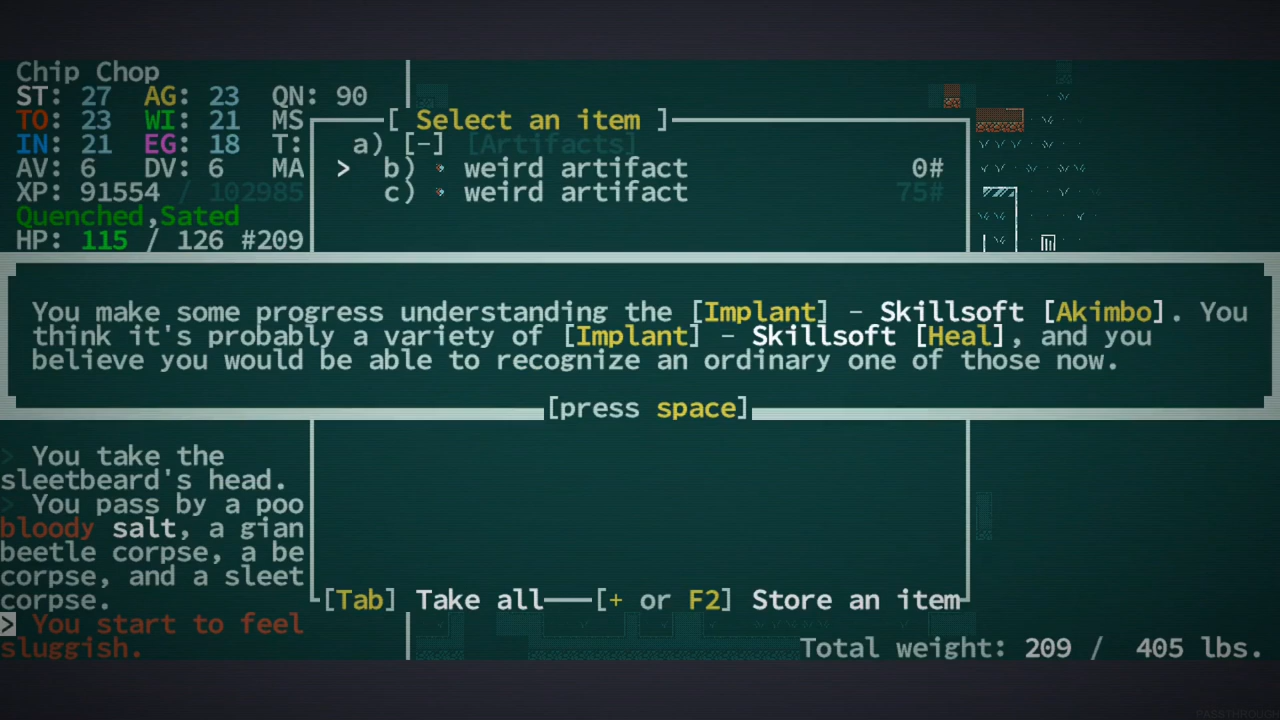 Chip Chop
ST: 27 AG: 23 QN: 90
TO: 23 WI: 21 MS
IN: 21 EG: 18 T:
AV: 6 DV: 6 MA
XP: 91554 / 102985
Quenched,Sated
HP: 115 / 126 #209
[ Select an item ]
a) [-] [Artifacts]
> b) weird artifact 0#
c) weird artifact 75#
You make some progress understanding the [Implant] - Skillsoft [Akimbo]. You
think it's probably a variety of [Implant] - Skillsoft [Heal], and you
believe you would be able to recognize an ordinary one of those now.
[press space]
> You take the
sleetbeard's head.
> You pass by a poo
bloody salt, a gian
beetle corpse, a be
corpse, and a sleet
corpse.
> You start to feel
sluggish.
[Tab] Take all [+ or F2] Store an item
Total weight: 209 / 405 lbs.